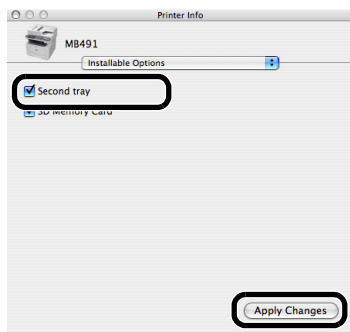 Printer Info
MB491
Installable Options
Second tray
SD Memory Card
Apply Changes